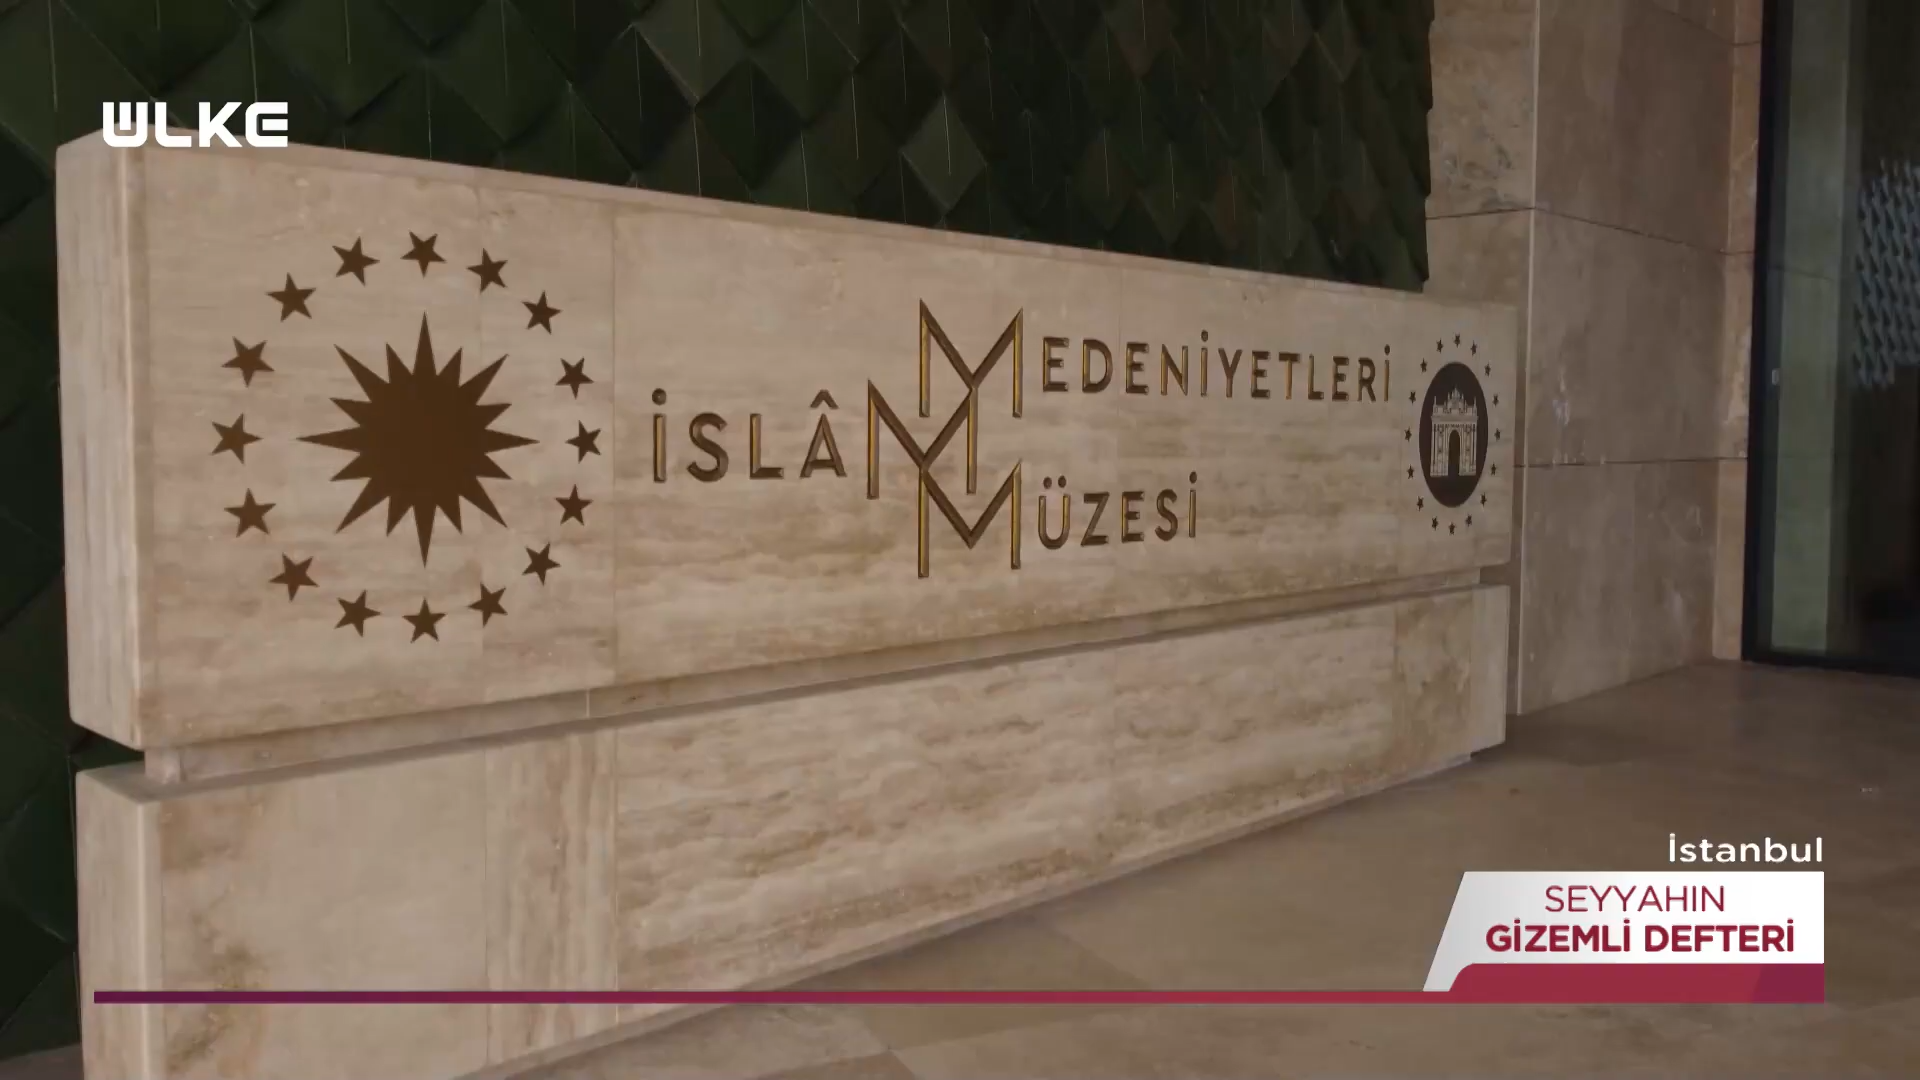 ÜLKE
İSLÂM MEDENİYETLERİ
MÜZESİ
İstanbul
SEYYAHIN
GİZEMLİ DEFTERİ